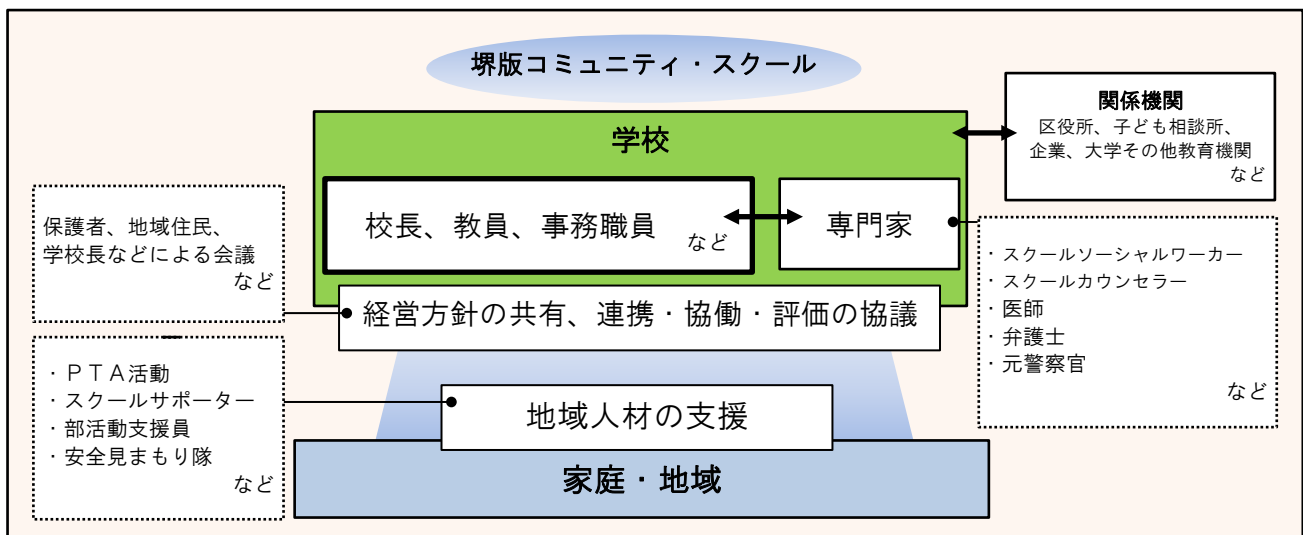 堺版コミュニティ・スクール
関係機関
区役所、子ども相談所、
企業、大学その他教育機関
など
学校
校長、教員、事務職員
など
専門家
保護者、地域住民、
学校長などによる会議
など
・スクールソーシャルワーカー
・スクールカウンセラー
・医師
・弁護士
・元警察官
など
経営方針の共有、連携・協働・評価の協議
・ＰＴＡ活動
・スクールサポーター
・部活動支援員
・安全見まもり隊
など
地域人材の支援
家庭・地域